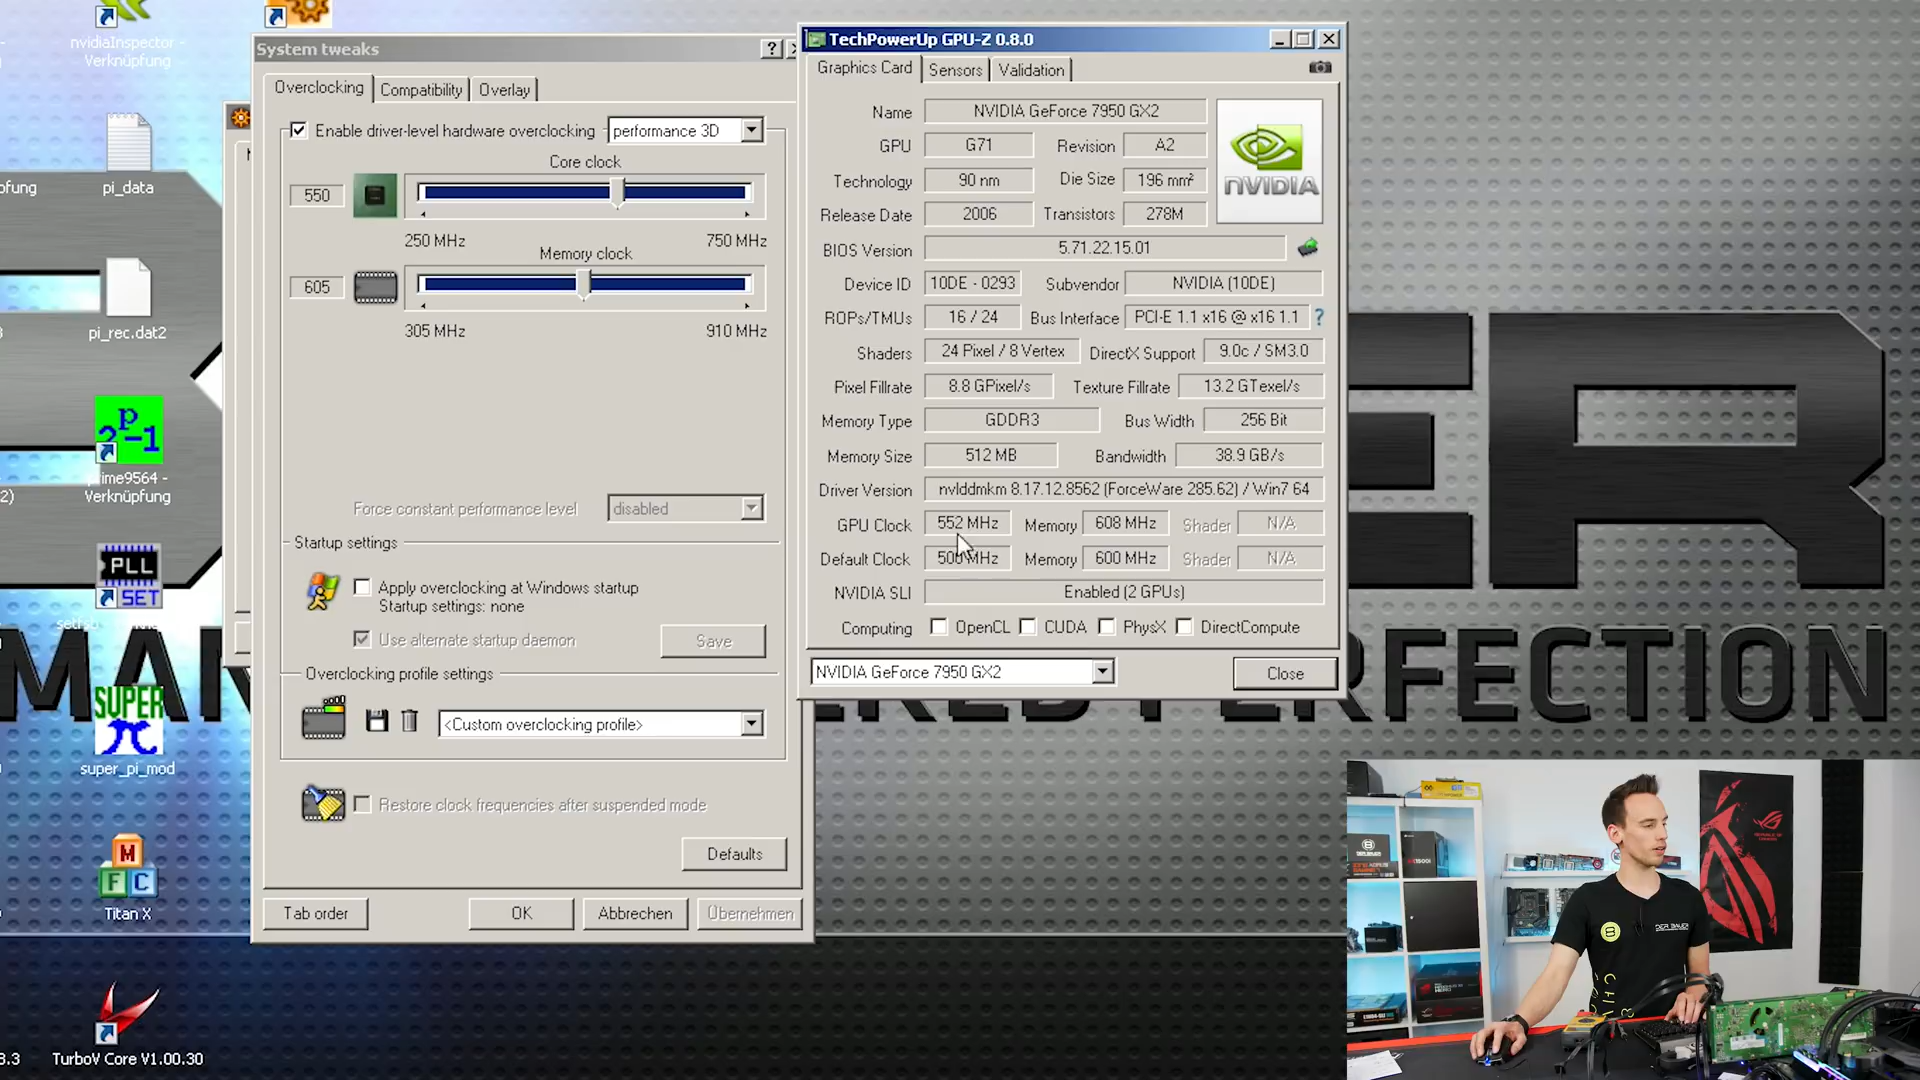 nvidiaInspector -
Verknüpfung
pi_data
pi_rec.dat2
2^P-1
prime9564 -
Verknüpfung
PLL
SET
SUPER
π
super_pi_mod
M
F C
Titan X
TurboV Core V1.00.30
8.3
2)
System tweaks
Overclocking
Compatibility
Overlay
Enable driver-level hardware overclocking
performance 3D
Core clock
550
250 MHz
750 MHz
Memory clock
605
305 MHz
910 MHz
Force constant performance level
disabled
Startup settings
Apply overclocking at Windows startup
Startup settings: none
Use alternate startup daemon
Save
Overclocking profile settings
<Custom overclocking profile>
Restore clock frequencies after suspended mode
Defaults
Tab order
OK
Abbrechen
Übernehmen
TechPowerUp GPU-Z 0.8.0
Graphics Card
Sensors
Validation
Name NVIDIA GeForce 7950 GX2
GPU G71 Revision A2
Technology 90 nm Die Size 196 mm²
Release Date 2006 Transistors 278M
NVIDIA
BIOS Version 5.71.22.15.01
Device ID 10DE - 0293 Subvendor NVIDIA (10DE)
ROPs/TMUs 16 / 24 Bus Interface PCI-E 1.1 x16 @ x16 1.1 ?
Shaders 24 Pixel / 8 Vertex DirectX Support 9.0c / SM3.0
Pixel Fillrate 8.8 GPixel/s Texture Fillrate 13.2 GTexel/s
Memory Type GDDR3 Bus Width 256 Bit
Memory Size 512 MB Bandwidth 38.9 GB/s
Driver Version nvlddmkm 8.17.12.8562 (ForceWare 285.62) / Win7 64
GPU Clock 552 MHz Memory 608 MHz Shader N/A
Default Clock 500 MHz Memory 600 MHz Shader N/A
NVIDIA SLI Enabled (2 GPUs)
Computing OpenCL CUDA PhysX DirectCompute
NVIDIA GeForce 7950 GX2
Close
ER
PERFECTION
DER BAUER